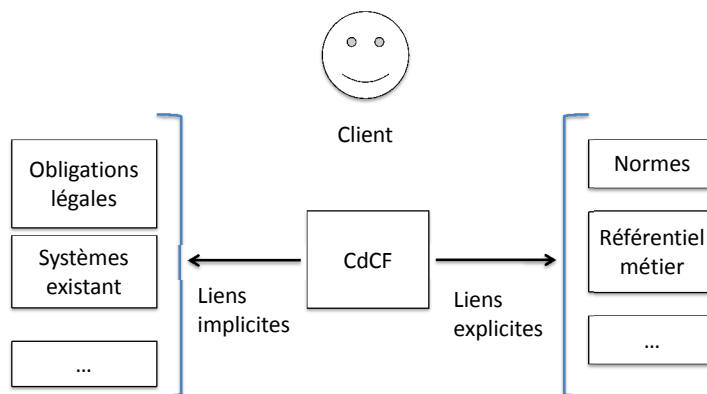 Client
Obligations
légales
Systèmes
existant
...
Liens
implicites
CdCF
Liens
explicites
Normes
Référentiel
métier
...